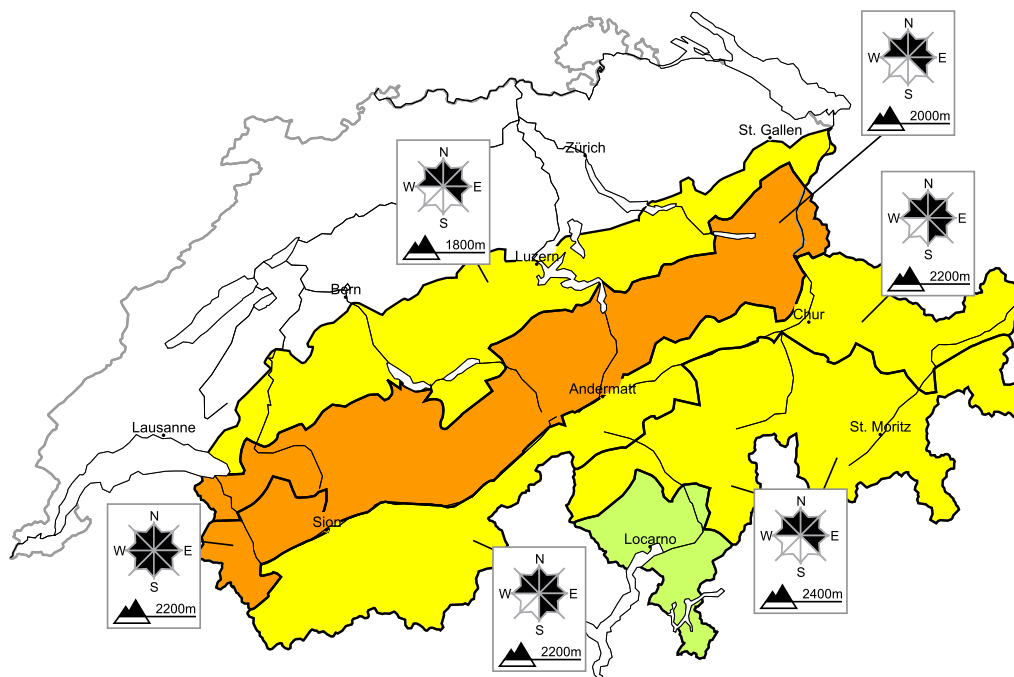 N
W E
S
2000m
St. Gallen
Zürich
N
W E
S
1800m
N
W E
S
2200m
Luzern
Bern
Chur
Andermatt
Lausanne
St. Moritz
Sion
N
W E
S
2200m
N
W E
S
2400m
Locarno
N
W E
S
2200m